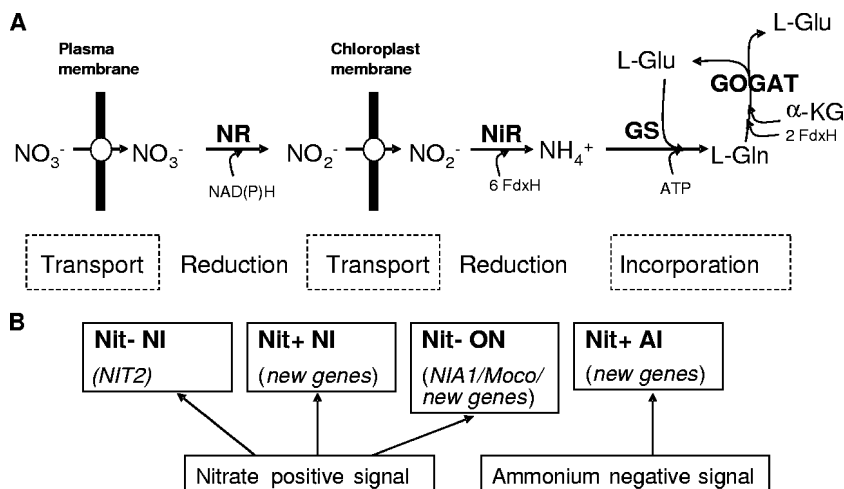 A
Plasma
membrane
Chloroplast
membrane
L-Glu
L-Glu
GOGAT
α-KG
2 FdxH
NO3-
NO3-
NR
NAD(P)H
NO2-
NO2-
NiR
6 FdxH
NH4+
GS
ATP
L-Gln
Transport
Reduction
Transport
Reduction
Incorporation
B
Nit- NI
(NIT2)
Nit+ NI
(new genes)
Nit- ON
(NIA1/Moco/
new genes)
Nit+ AI
(new genes)
Nitrate positive signal
Ammonium negative signal